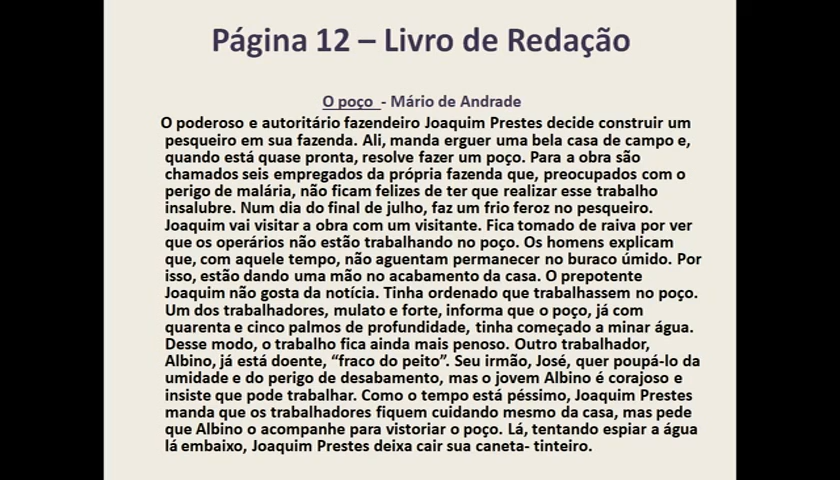 Página 12 – Livro de Redação
O poço - Mário de Andrade
O poderoso e autoritário fazendeiro Joaquim Prestes decide construir um
pesqueiro em sua fazenda. Ali, manda erguer uma bela casa de campo e,
quando está quase pronta, resolve fazer um poço. Para a obra são
chamados seis empregados da própria fazenda que, preocupados com o
perigo de malária, não ficam felizes de ter que realizar esse trabalho
insalubre. Num dia do final de julho, faz um frio feroz no pesqueiro.
Joaquim vai visitar a obra com um visitante. Fica tomado de raiva por ver
que os operários não estão trabalhando no poço. Os homens explicam
que, com aquele tempo, não aguentam permanecer no buraco úmido. Por
isso, estão dando uma mão no acabamento da casa. O prepotente
Joaquim não gosta da notícia. Tinha ordenado que trabalhassem no poço.
Um dos trabalhadores, mulato e forte, informa que o poço, já com
quarenta e cinco palmos de profundidade, tinha começado a minar água.
Desse modo, o trabalho fica ainda mais penoso. Outro trabalhador,
Albino, já está doente, “fraco do peito”. Seu irmão, José, quer poupá-lo da
umidade e do perigo de desabamento, mas o jovem Albino é corajoso e
insiste que pode trabalhar. Como o tempo está péssimo, Joaquim Prestes
manda que os trabalhadores fiquem cuidando mesmo da casa, mas pede
que Albino o acompanhe para vistoriar o poço. Lá, tentando espiar a água
lá embaixo, Joaquim Prestes deixa cair sua caneta- tinteiro.